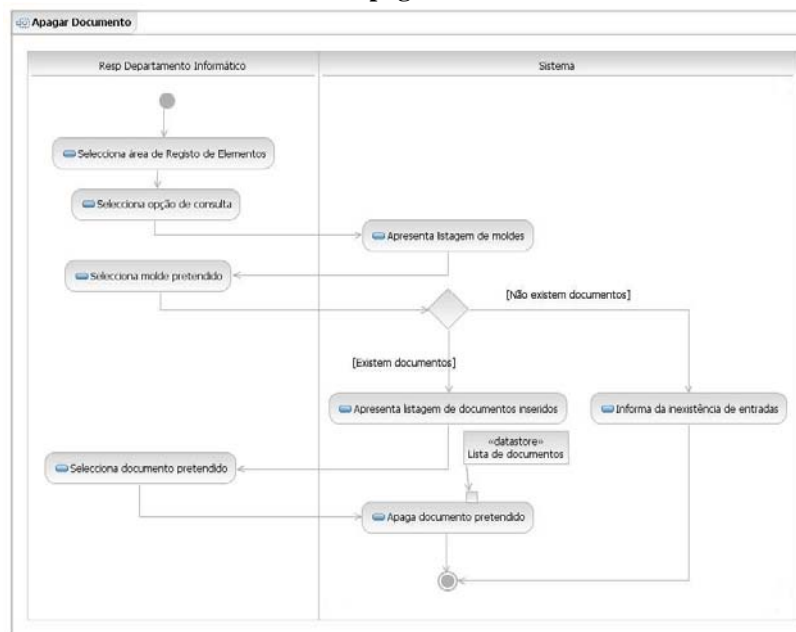 Apagar Documento
Resp Departamento Informático
Sistema
Selecciona área de Registo de Elementos
Selecciona opção de consulta
Apresenta listagem de moldes
Selecciona molde pretendido
[Não existem documentos]
[Existem documentos]
Apresenta listagem de documentos inseridos
Informa da inexistência de entradas
«datastore»
Lista de documentos
Selecciona documento pretendido
Apaga documento pretendido